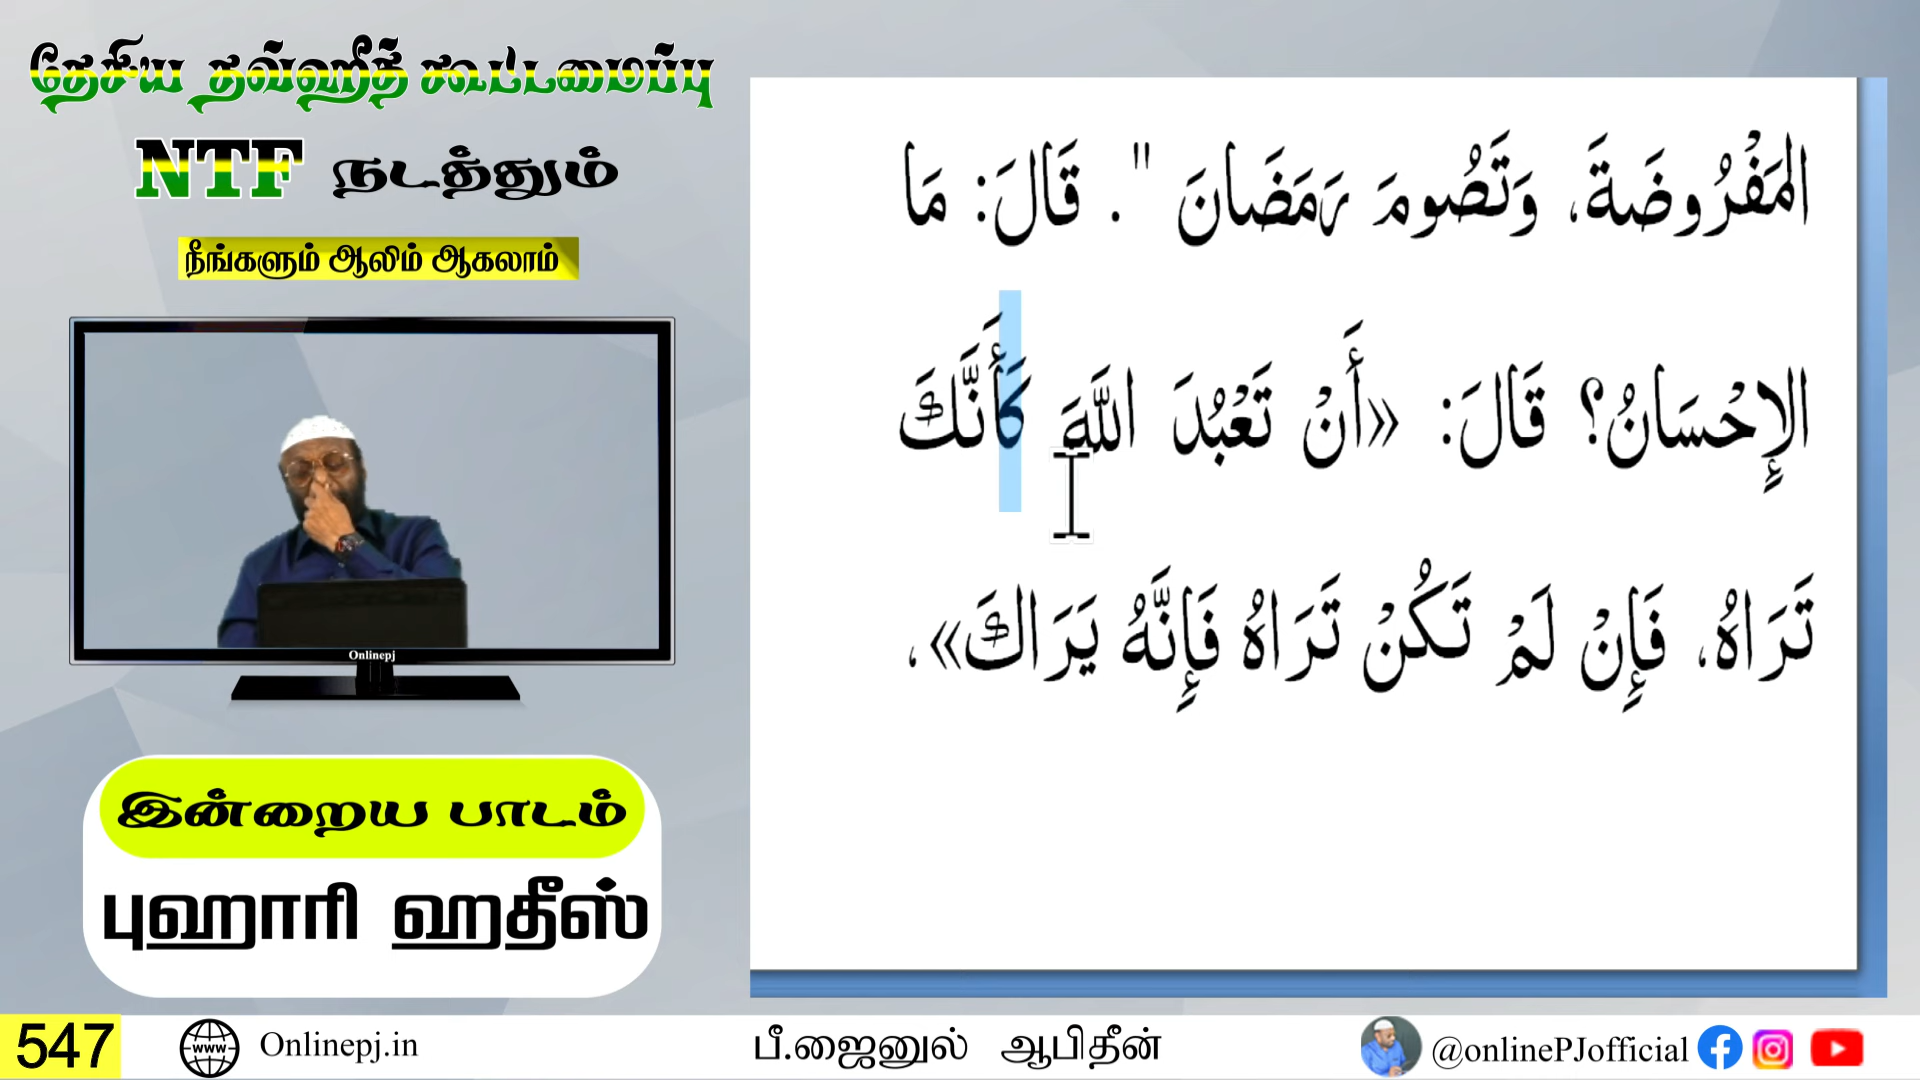 தேசிய தவ்ஹீத் கூட்டமைப்பு
NTF நடத்தும்
நீங்களும் ஆலிம் ஆகலாம்
Onlinepj
இன்றைய பாடம்
புஹாரி ஹதீஸ்
المَفْرُوضَةَ، وَتَصُومَ رَمَضَانَ " . قَالَ: مَا
الإِحْسَانُ؟ قَالَ: «أَنْ تَعْبُدَ اللَّهَ كَأَنَّكَ
تَرَاهُ، فَإِنْ لَمْ تَكُنْ تَرَاهُ فَإِنَّهُ يَرَاكَ»،
547
www
Onlinepj.in
பீ.ஜைனுல் ஆபிதீன்
@onlinePJofficial